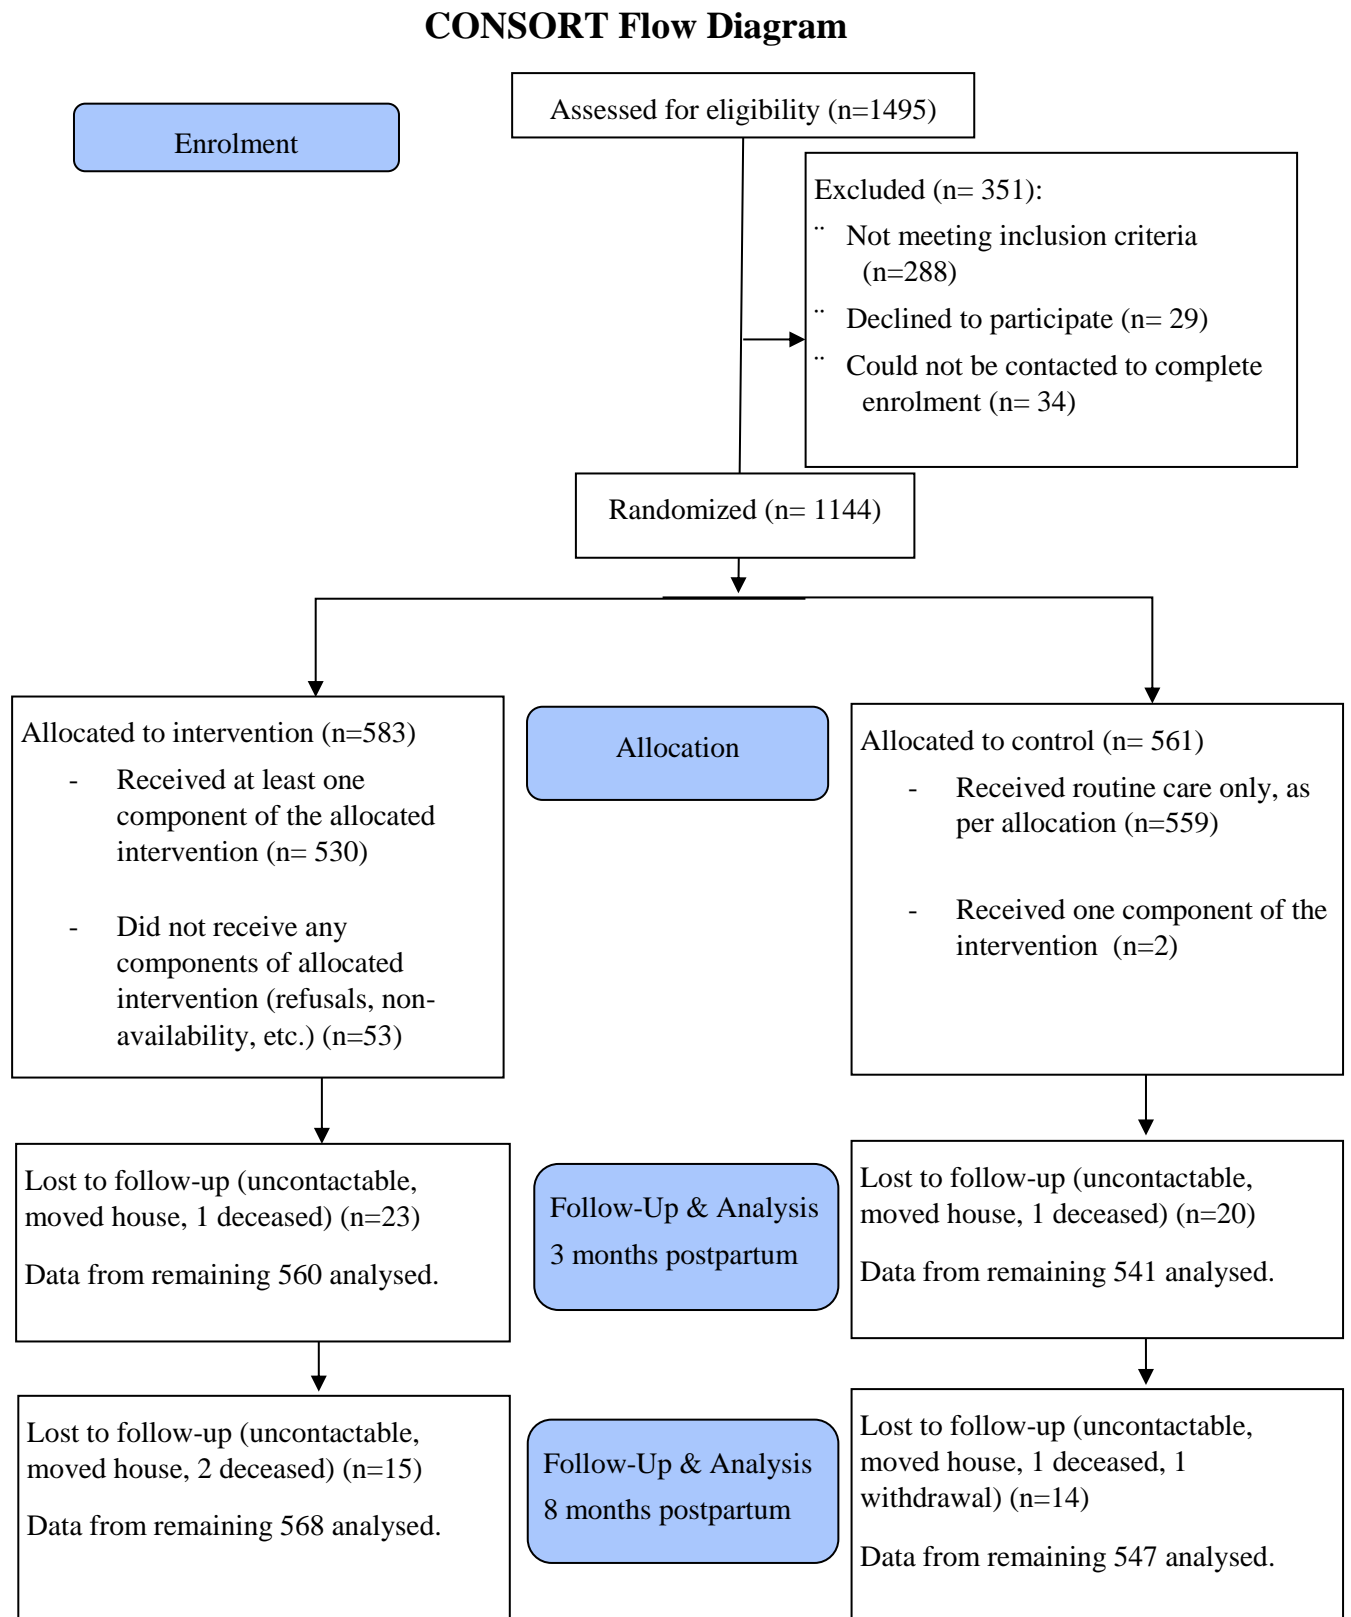 CONSORT Flow Diagram
Assessed for eligibility (n=1495)
Enrolment
Excluded (n= 351):
¨ Not meeting inclusion criteria
(n=288)
¨ Declined to participate (n= 29)
¨ Could not be contacted to complete
enrolment (n= 34)
Randomized (n= 1144)
Allocated to intervention (n=583)
- Received at least one
component of the allocated
intervention (n= 530)
- Did not receive any
components of allocated
intervention (refusals, non-
availability, etc.) (n=53)
Allocation
Allocated to control (n= 561)
- Received routine care only, as
per allocation (n=559)
- Received one component of the
intervention (n=2)
Lost to follow-up (uncontactable,
moved house, 1 deceased) (n=23)
Data from remaining 560 analysed.
Follow-Up & Analysis
3 months postpartum
Lost to follow-up (uncontactable,
moved house, 1 deceased) (n=20)
Data from remaining 541 analysed.
Lost to follow-up (uncontactable,
moved house, 2 deceased) (n=15)
Data from remaining 568 analysed.
Follow-Up & Analysis
8 months postpartum
Lost to follow-up (uncontactable,
moved house, 1 deceased, 1
withdrawal) (n=14)
Data from remaining 547 analysed.